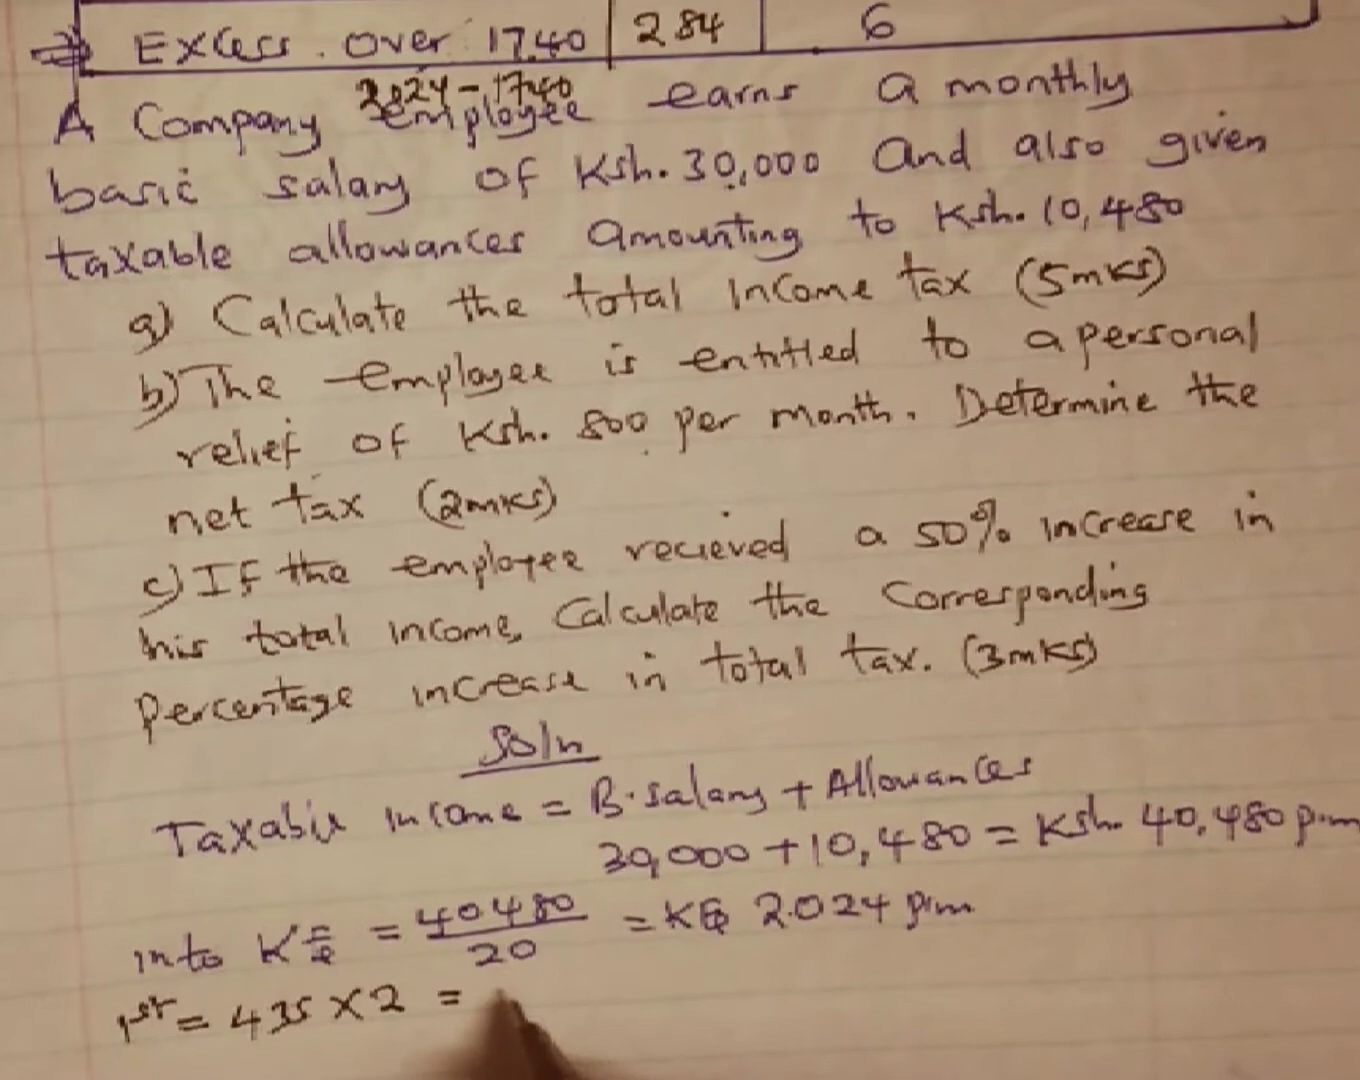 Excess over 1740 284 6
2024-1740
A Company employee earns a monthly
basic salary of Ksh. 30,000 and also given
taxable allowances amounting to Ksh. 10,480
a) Calculate the total income tax (5mks)
b) The employee is entitled to a personal
relief of Ksh. 800 per month. Determine the
net tax (2mks)
c) If the employee recieved a 50% increase in
his total income, Calculate the Corresponding
Percentage increase in total tax. (3mks)
Soln
Taxable income = B.salary + Allowances
30,000 + 10,480 = Ksh. 40,480 p.m
into K£ = 40480 / 20 = K£ 2024 p.m
1st = 435 X 2 =